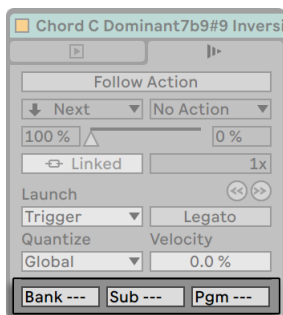 Chord C Dominant7b9#9 Inversi
Follow Action
Next No Action
100 % 0 %
Linked 1x
Launch
Trigger Legato
Quantize Velocity
Global 0.0 %
Bank --- Sub --- Pgm ---